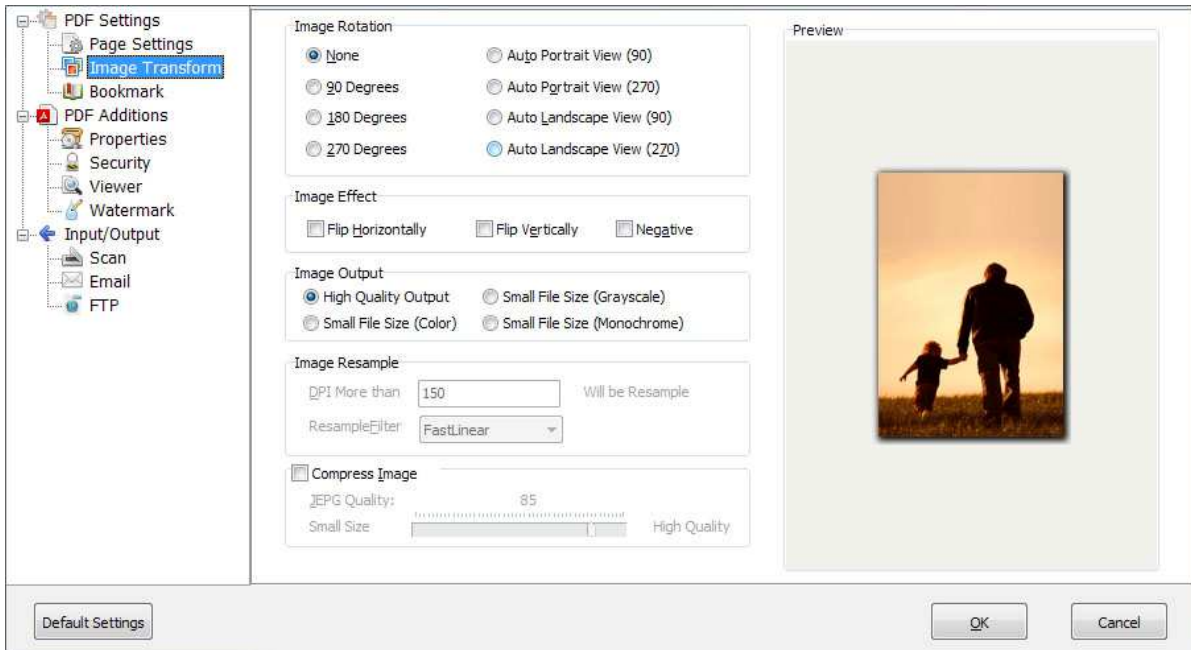 PDF Settings
Page Settings
Image Transform
Bookmark
PDF Additions
Properties
Security
Viewer
Watermark
Input/Output
Scan
Email
FTP
Image Rotation
None
Auto Portrait View (90)
90 Degrees
Auto Portrait View (270)
180 Degrees
Auto Landscape View (90)
270 Degrees
Auto Landscape View (270)
Image Effect
Flip Horizontally
Flip Vertically
Negative
Image Output
High Quality Output
Small File Size (Grayscale)
Small File Size (Color)
Small File Size (Monochrome)
Image Resample
DPI More than
150
Will be Resample
ResampleFilter
FastLinear
Compress Image
JEPG Quality:
85
Small Size
High Quality
Preview
Default Settings
OK
Cancel